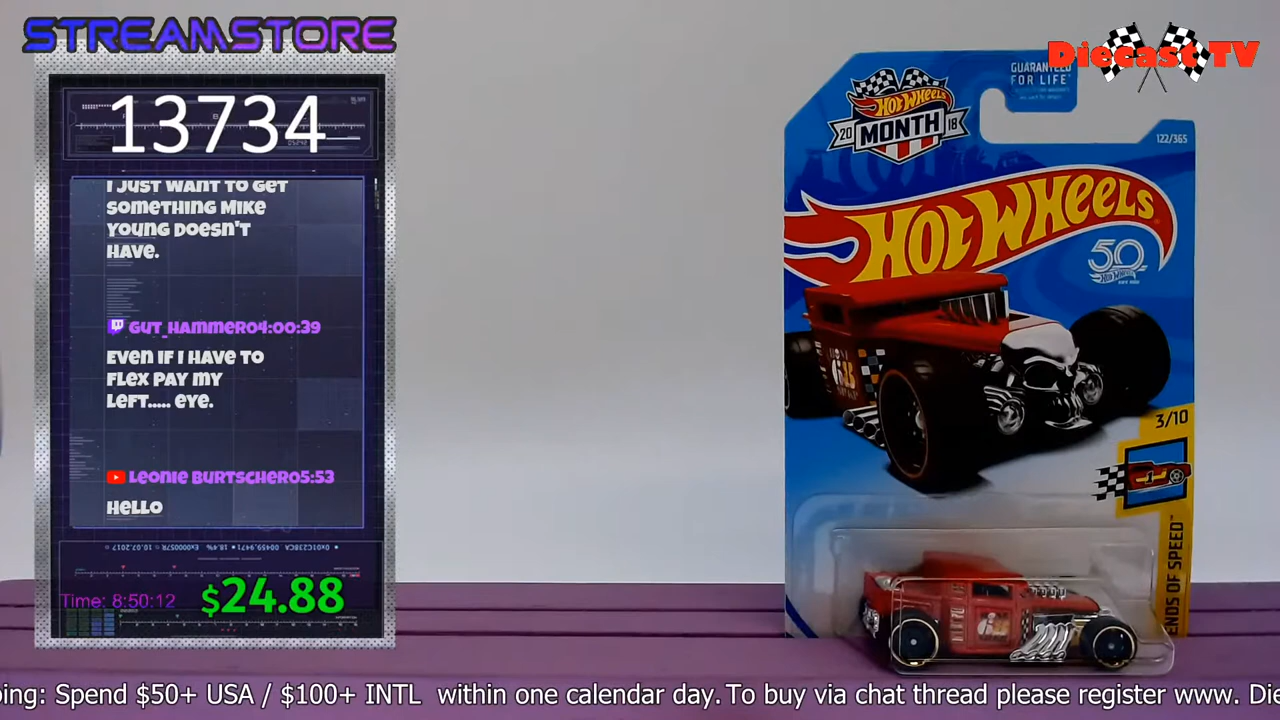 STREAMSTORE
13734
I just want to get
something Mike
Young doesn't
have.
Gut_Hammer04:00:39
Even if I have to
flex pay my
left..... eye.
Leonie Burtscher05:53
Hello
Time: 8:50:12
$24.88
Diecast TV
GUARANTEED
FOR LIFE
HOT WHEELS
20 MONTH 18
122/365
HOT WHEELS
50
3/10
ENDS OF SPEED
ping: Spend $50+ USA / $100+ INTL within one calendar day. To buy via chat thread please register www. Die